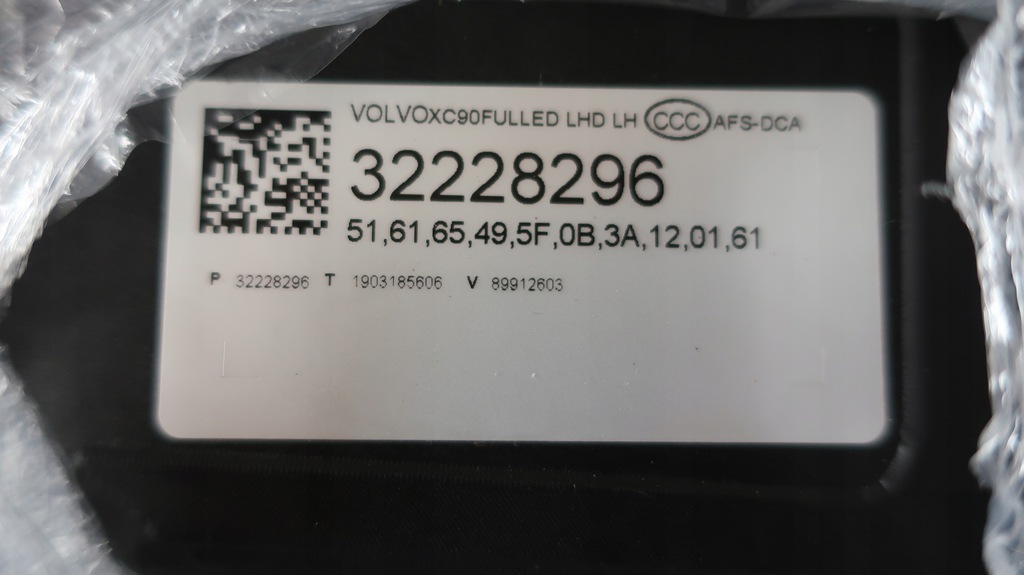 VOLVOXC90FULLED LHD LH CCC AFS-DCA
32228296
51,61,65,49,5F,0B,3A,12,01,61
P 32228296 T 1903185606 V 89912603